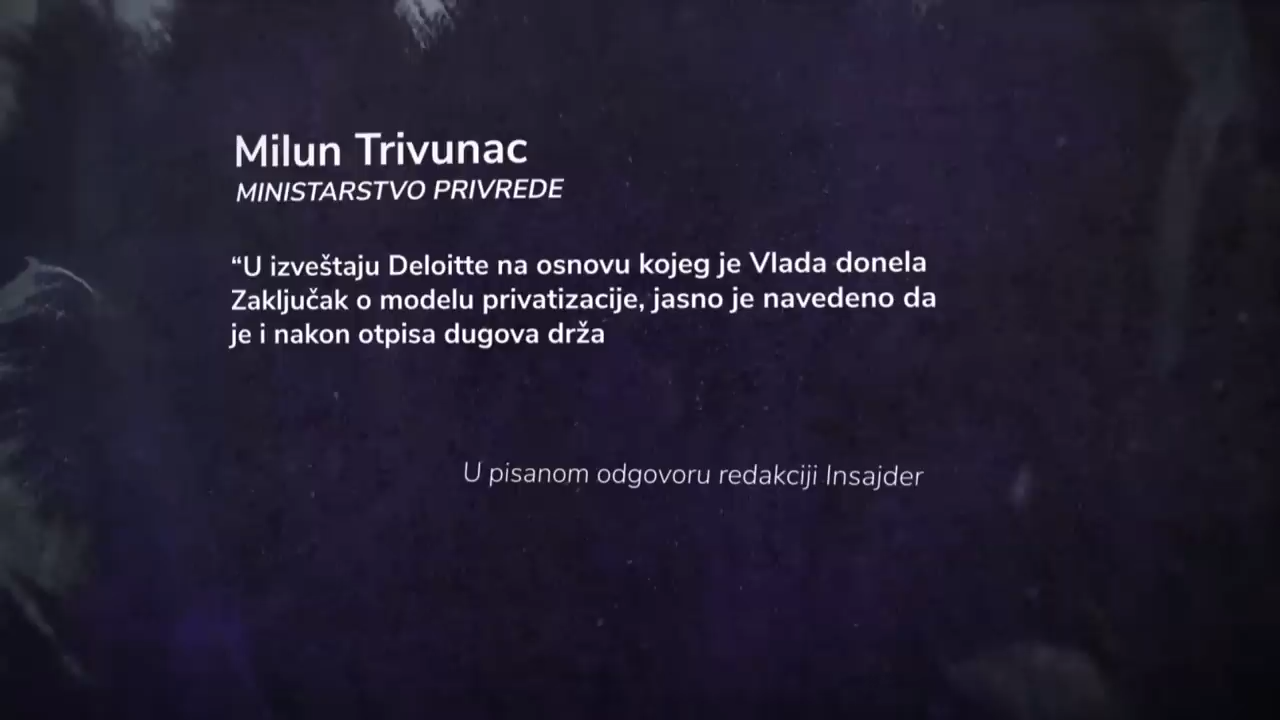 Milun Trivunac
MINISTARSTVO PRIVREDE
“U izveštaju Deloitte na osnovu kojeg je Vlada donela
Zaključak o modelu privatizacije, jasno je navedeno da
je i nakon otpisa dugova drža
U pisanom odgovoru redakciji Insajder